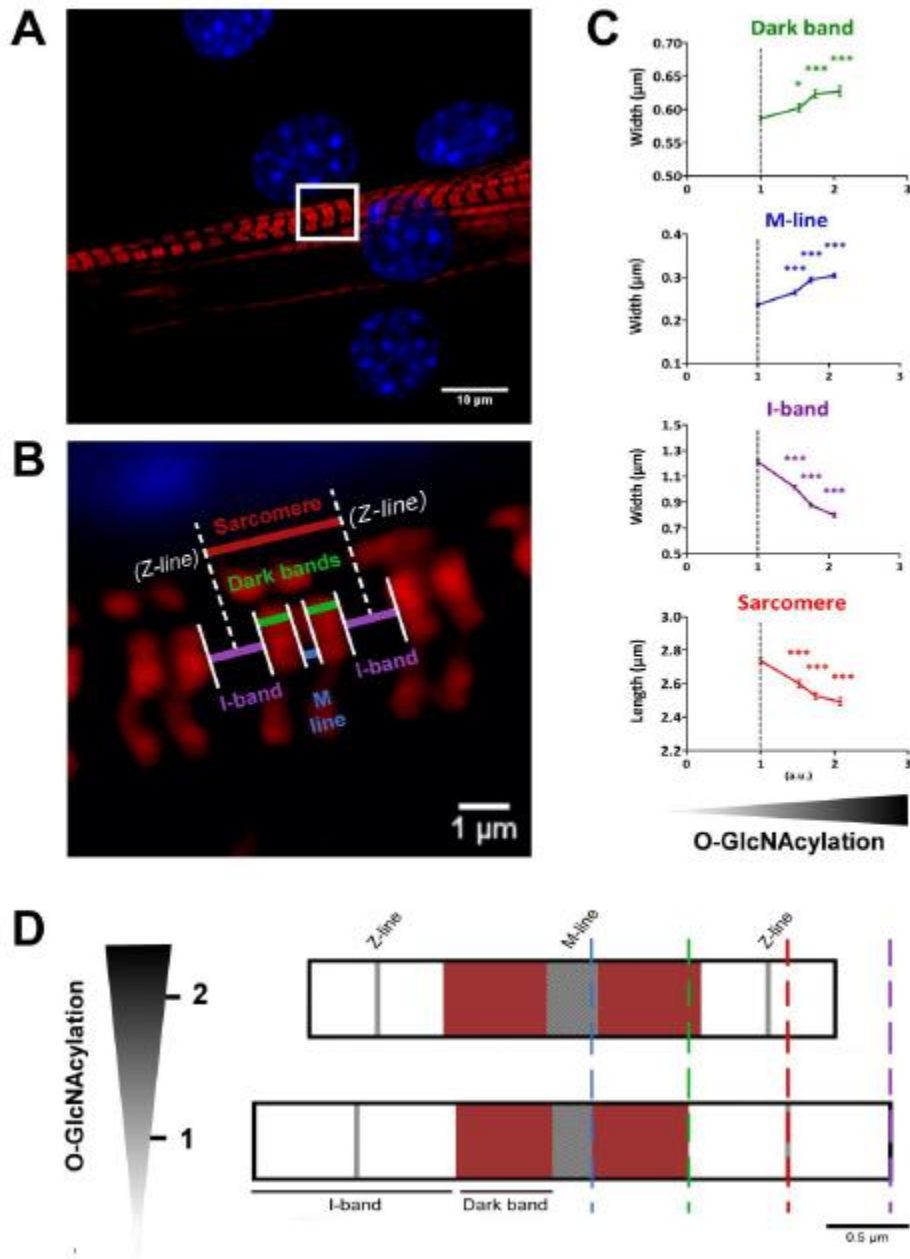 A
10 µm
B
(Z-line)
Sarcomere
(Z-line)
Dark bands
I-band
M
line
I-band
1 µm
C
Dark band
***
***
*
Width (µm)
0.70
0.65
0.60
0.55
0.50
0 1 2 3
M-line
***
***
***
Width (µm)
0.4
0.3
0.2
0.1
0 1 2 3
I-band
***
***
***
Width (µm)
1.5
1.3
1.1
0.9
0.7
0.5
0 1 2 3
Sarcomere
***
***
***
Length (µm)
3.0
2.8
2.6
2.4
2.2
0 1 2 3
(a.u.)
O-GlcNAcylation
D
O-GlcNAcylation
2
1
Z-line
M-line
Z-line
I-band
Dark band
0.5 µm